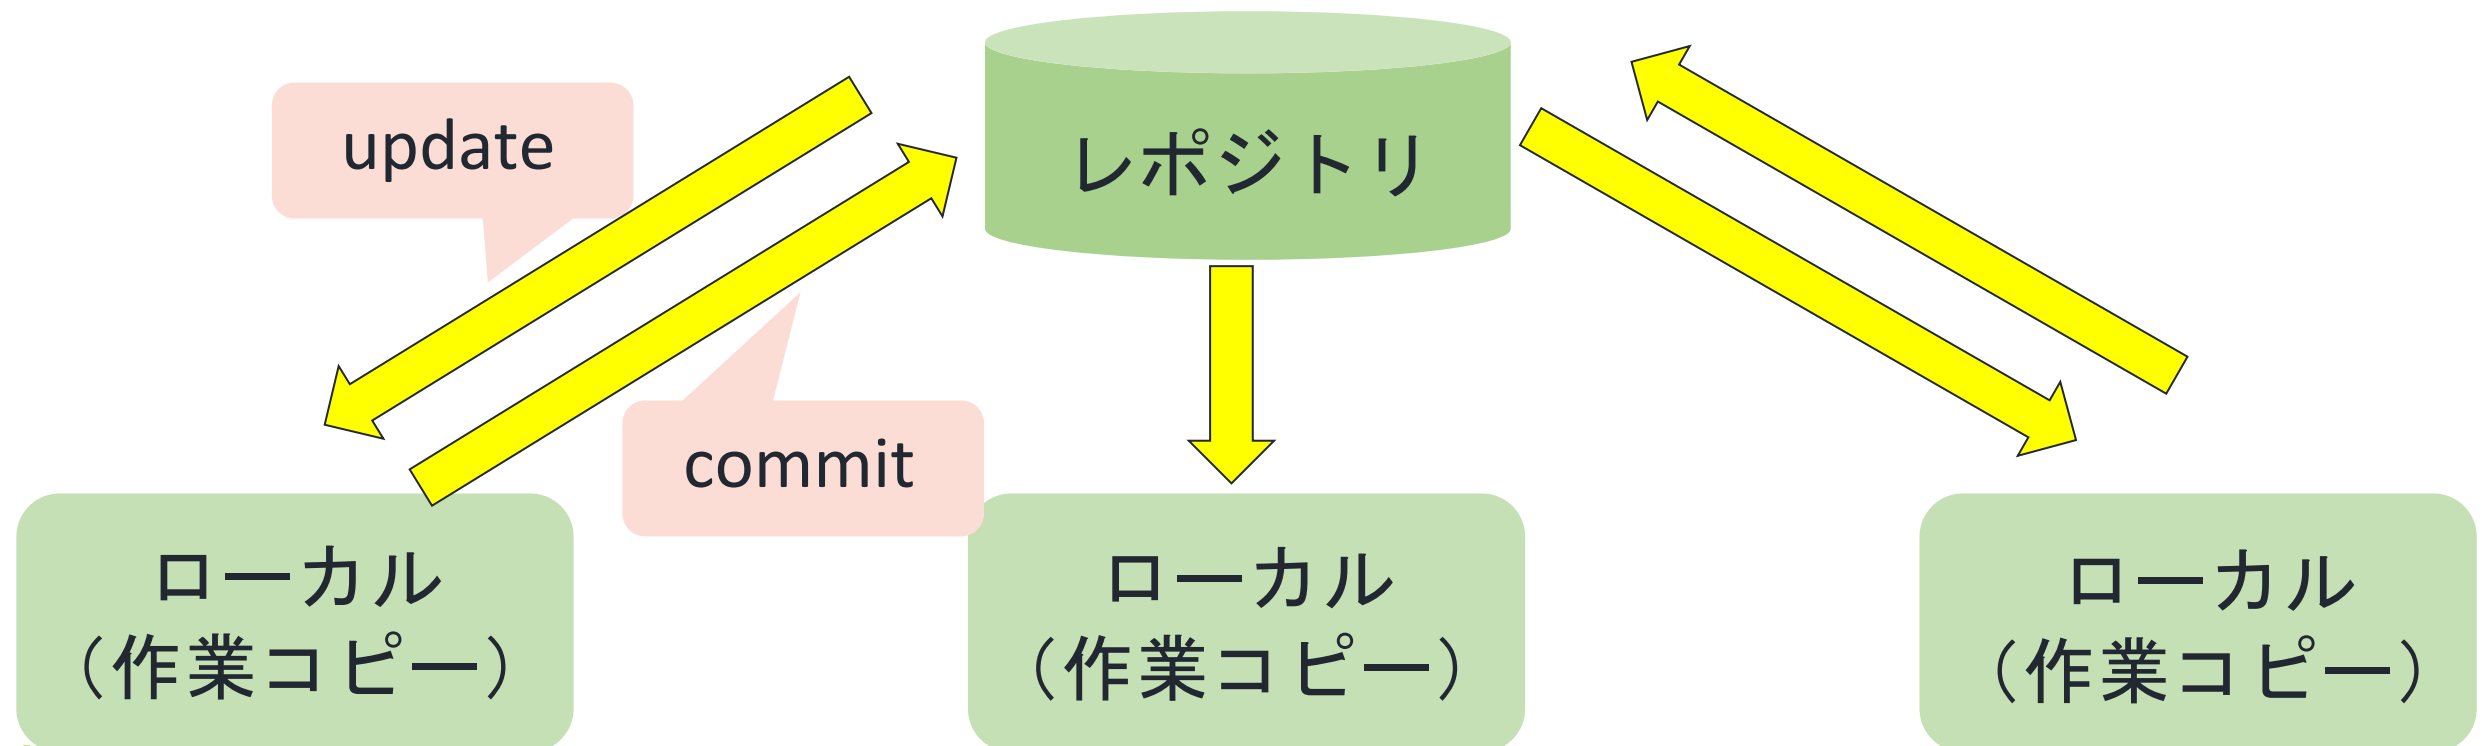 update
レポジトリ
commit
ローカル
（作業コピー）
ローカル
（作業コピー）
ローカル
（作業コピー）